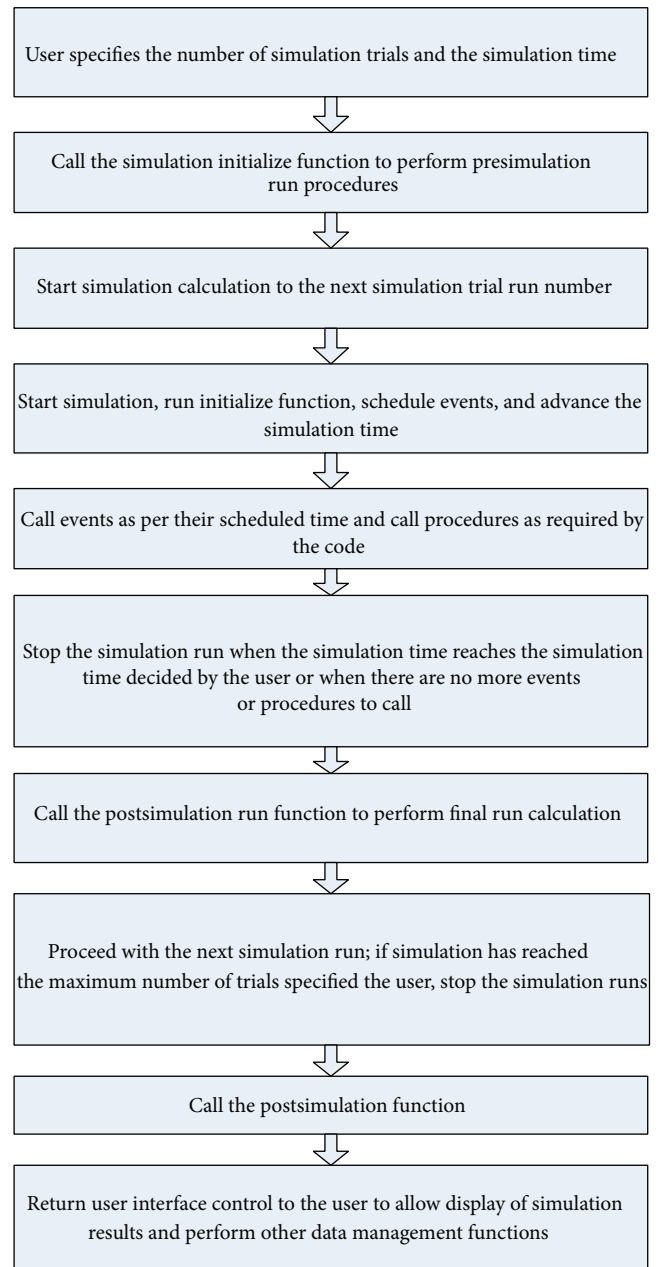 User specifies the number of simulation trials and the simulation time
Call the simulation initialize function to perform presimulation
run procedures
Start simulation calculation to the next simulation trial run number
Start simulation, run initialize function, schedule events, and advance the
simulation time
Call events as per their scheduled time and call procedures as required by
the code
Stop the simulation run when the simulation time reaches the simulation
time decided by the user or when there are no more events
or procedures to call
Call the postsimulation run function to perform final run calculation
Proceed with the next simulation run; if simulation has reached
the maximum number of trials specified the user, stop the simulation runs
Call the postsimulation function
Return user interface control to the user to allow display of simulation
results and perform other data management functions